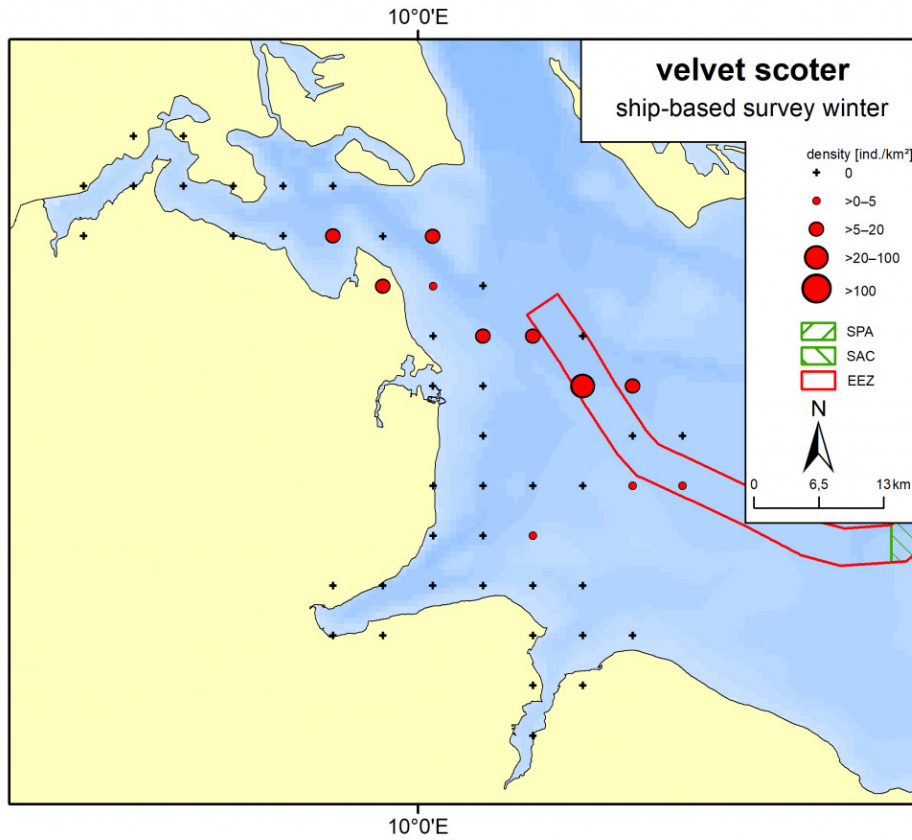 10°0'E
velvet scoter
ship-based survey winter
density [ind./km²]
0
>0–5
>5–20
>20–100
>100
SPA
SAC
EEZ
N
0 6,5 13 km
10°0'E